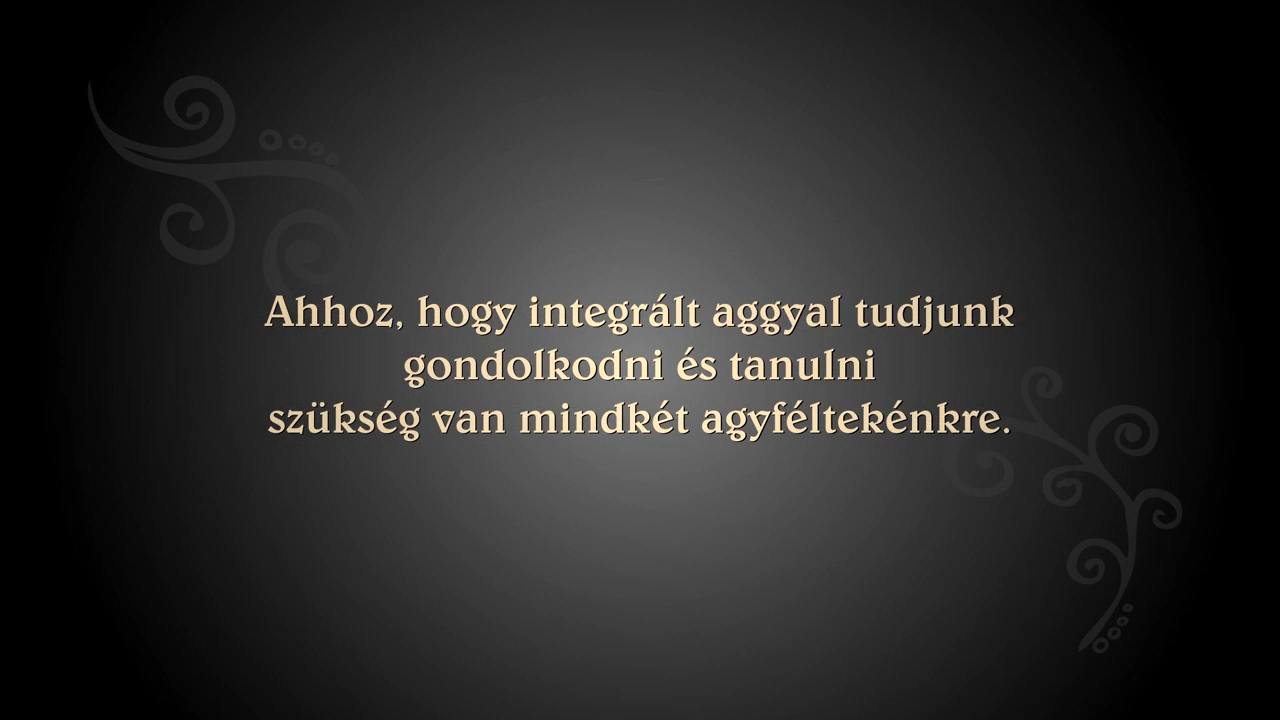 Ahhoz, hogy integrált aggyal tudjunk
gondolkodni és tanulni
szükség van mindkét agyféltekénkre.